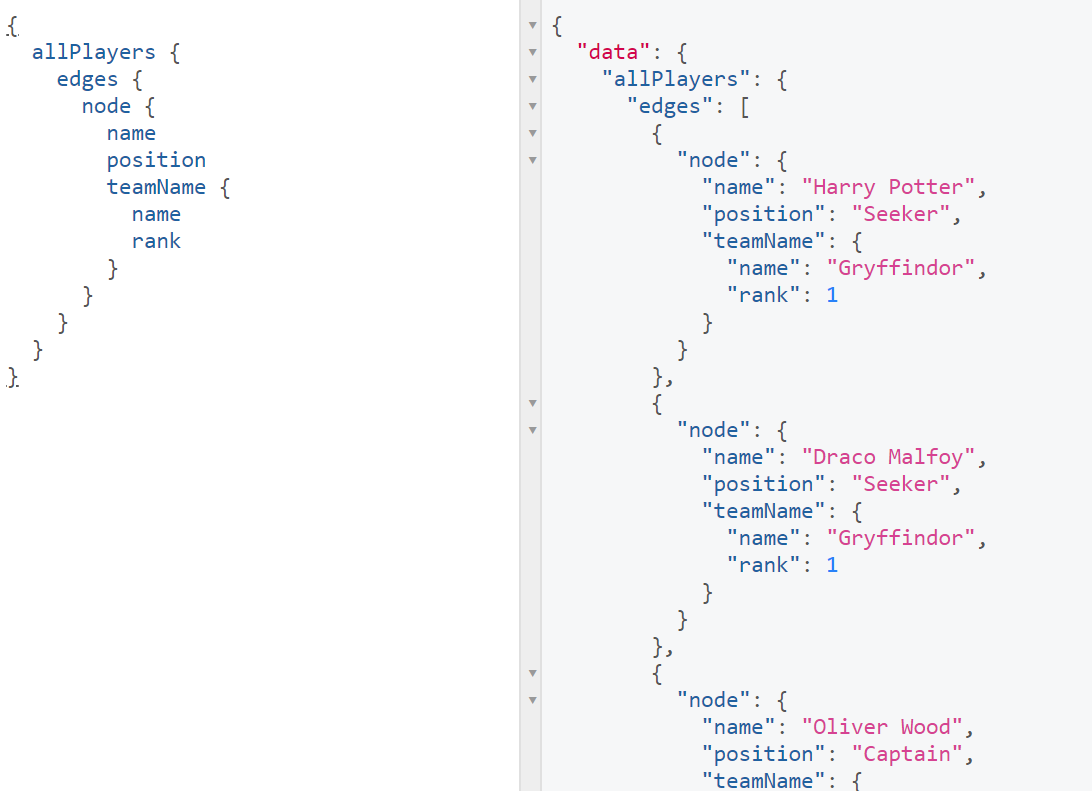 {
  allPlayers {
    edges {
      node {
        name
        position
        teamName {
          name
          rank
        }
      }
    }
  }
}
{
  "data": {
    "allPlayers": {
      "edges": [
        {
          "node": {
            "name": "Harry Potter",
            "position": "Seeker",
            "teamName": {
              "name": "Gryffindor",
              "rank": 1
            }
          }
        },
        {
          "node": {
            "name": "Draco Malfoy",
            "position": "Seeker",
            "teamName": {
              "name": "Gryffindor",
              "rank": 1
            }
          }
        },
        {
          "node": {
            "name": "Oliver Wood",
            "position": "Captain",
            "teamName": {